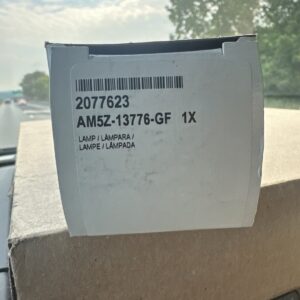 2077623
AM5Z-13776-GF 1X
LAMP / LÁMPARA /
LAMPE / LÂMPADA